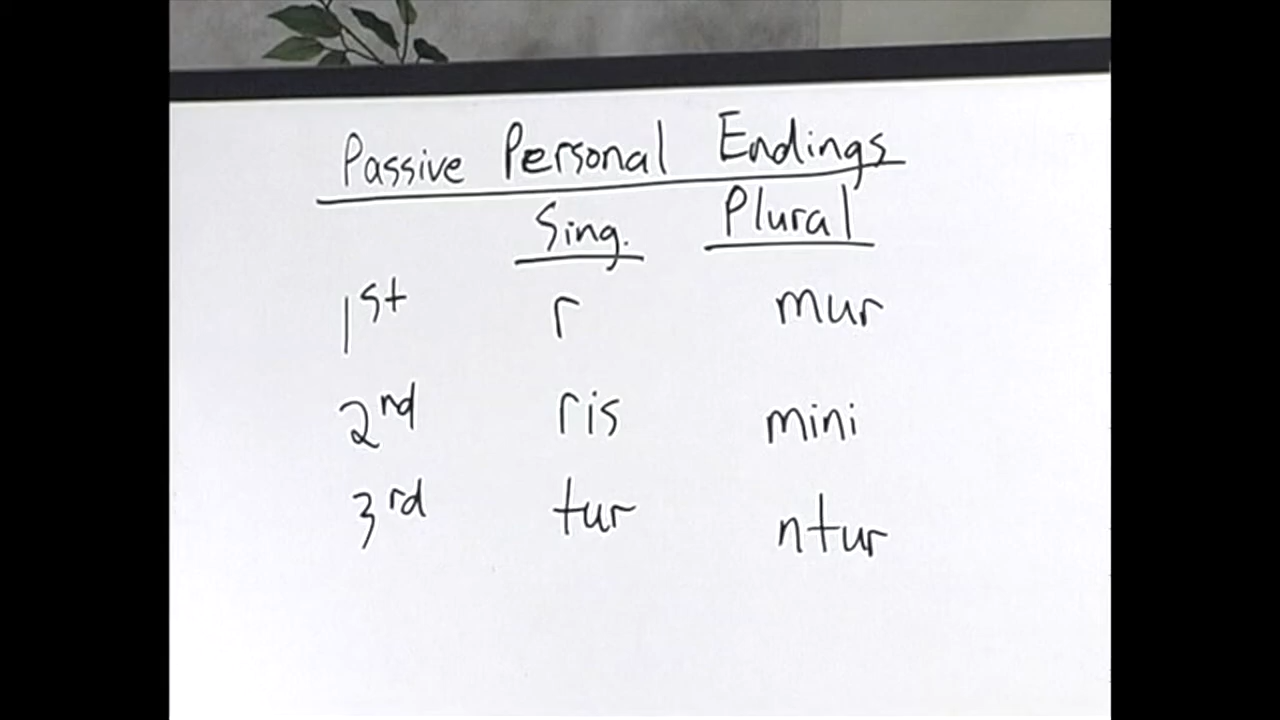 Passive Personal Endings
Sing. Plural
1st r mur
2nd ris mini
3rd tur ntur